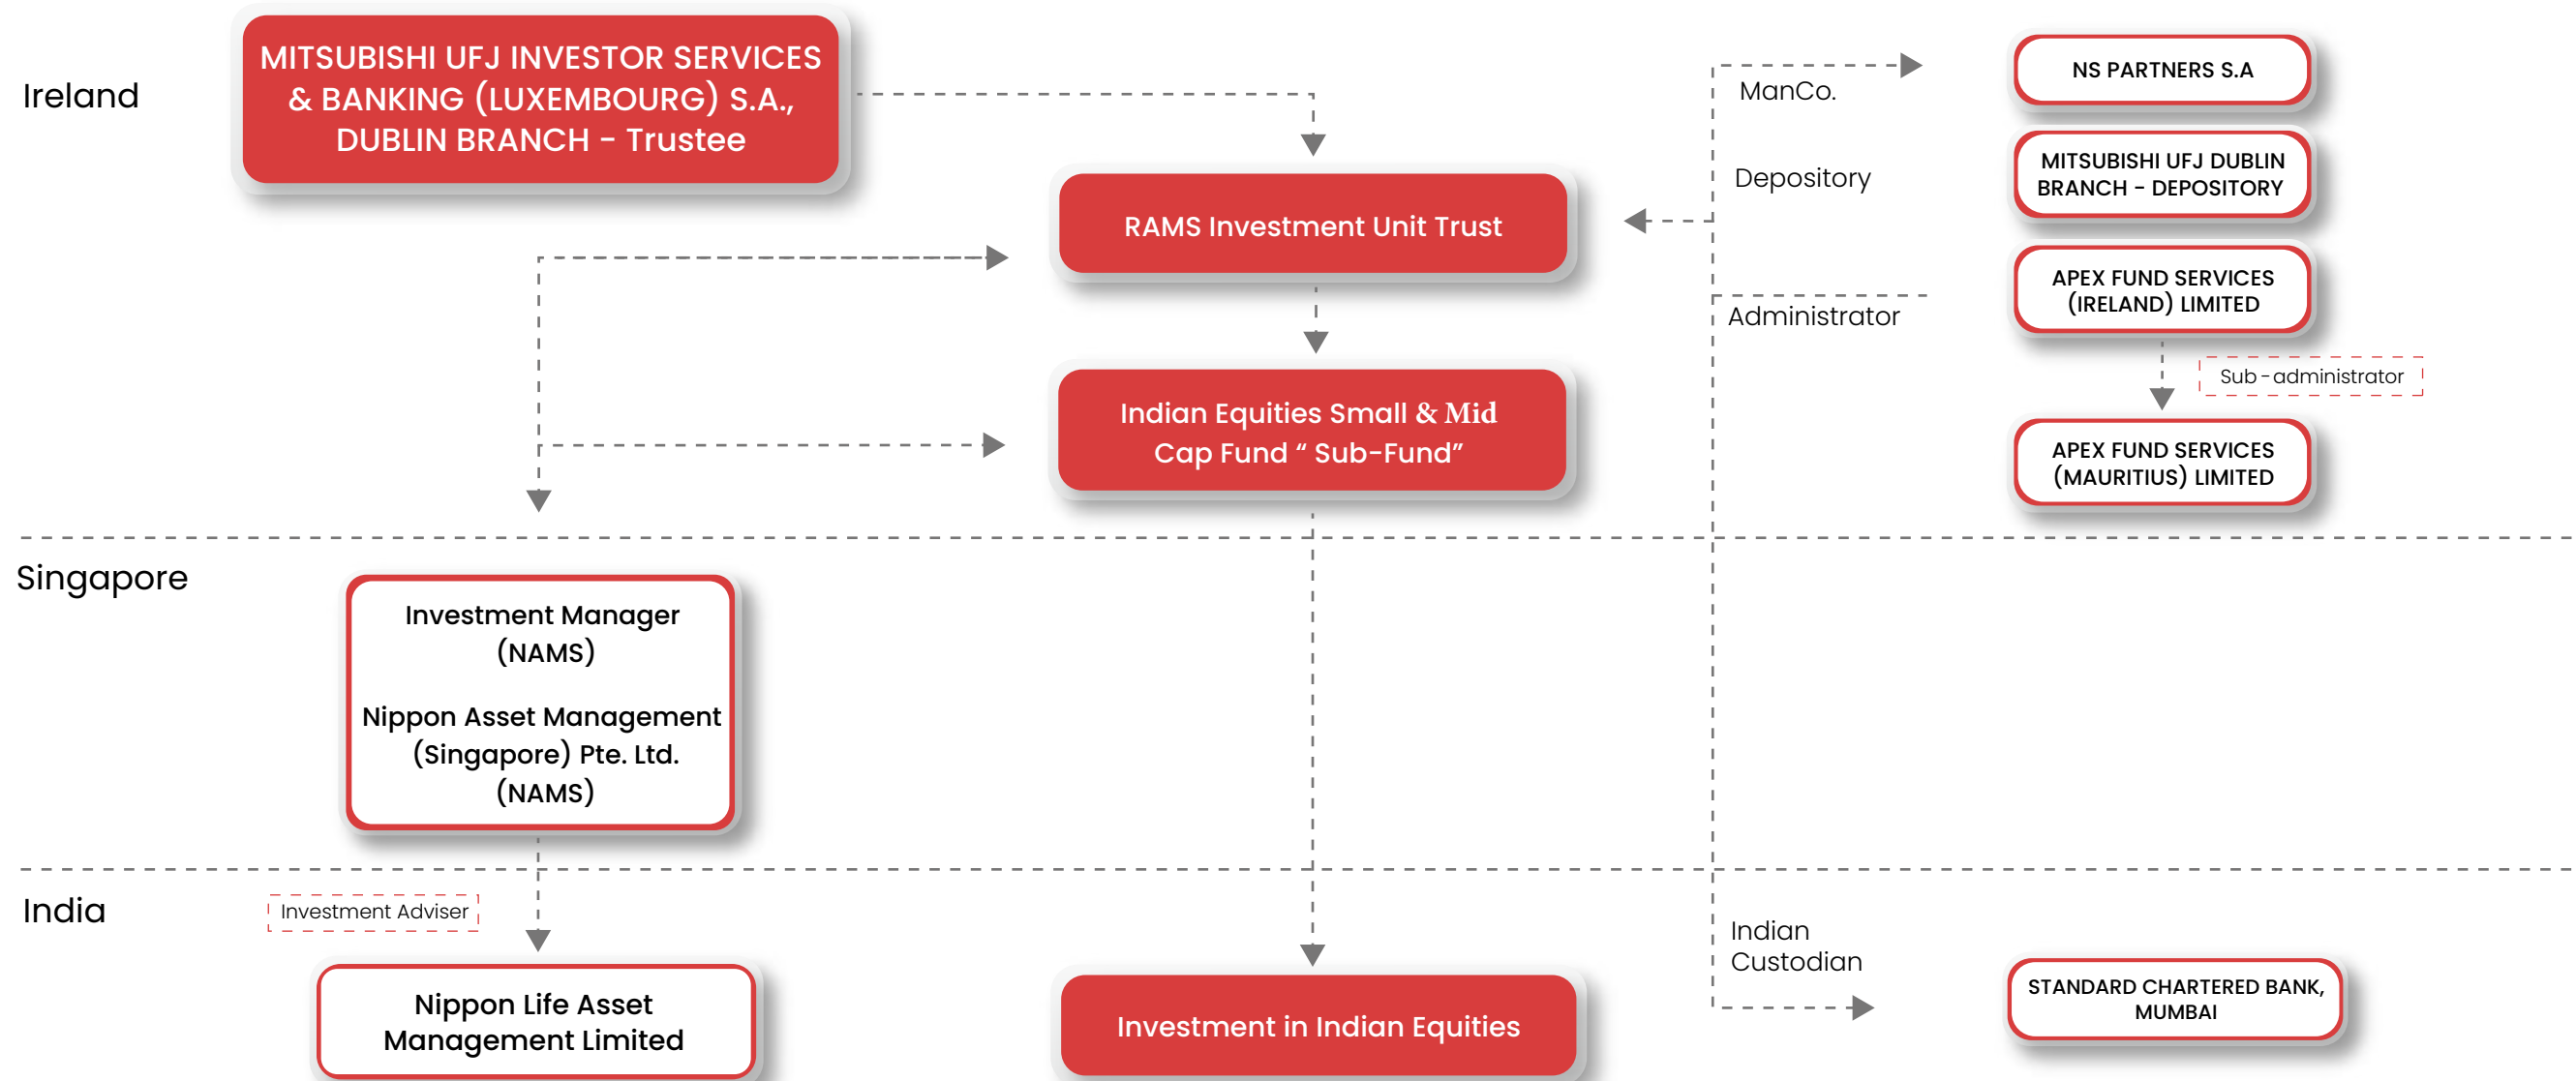 Ireland
MITSUBISHI UFJ INVESTOR SERVICES
& BANKING (LUXEMBOURG) S.A.,
DUBLIN BRANCH - Trustee
RAMS Investment Unit Trust
Indian Equities Small & Mid
Cap Fund “ Sub-Fund”
ManCo.
Depository
Administrator
NS PARTNERS S.A
MITSUBISHI UFJ DUBLIN
BRANCH - DEPOSITORY
APEX FUND SERVICES
(IRELAND) LIMITED
Sub-administrator
APEX FUND SERVICES
(MAURITIUS) LIMITED
Singapore
Investment Manager
(NAMS)
Nippon Asset Management
(Singapore) Pte. Ltd.
(NAMS)
India
Investment Adviser
Nippon Life Asset
Management Limited
Investment in Indian Equities
Indian
Custodian
STANDARD CHARTERED BANK,
MUMBAI